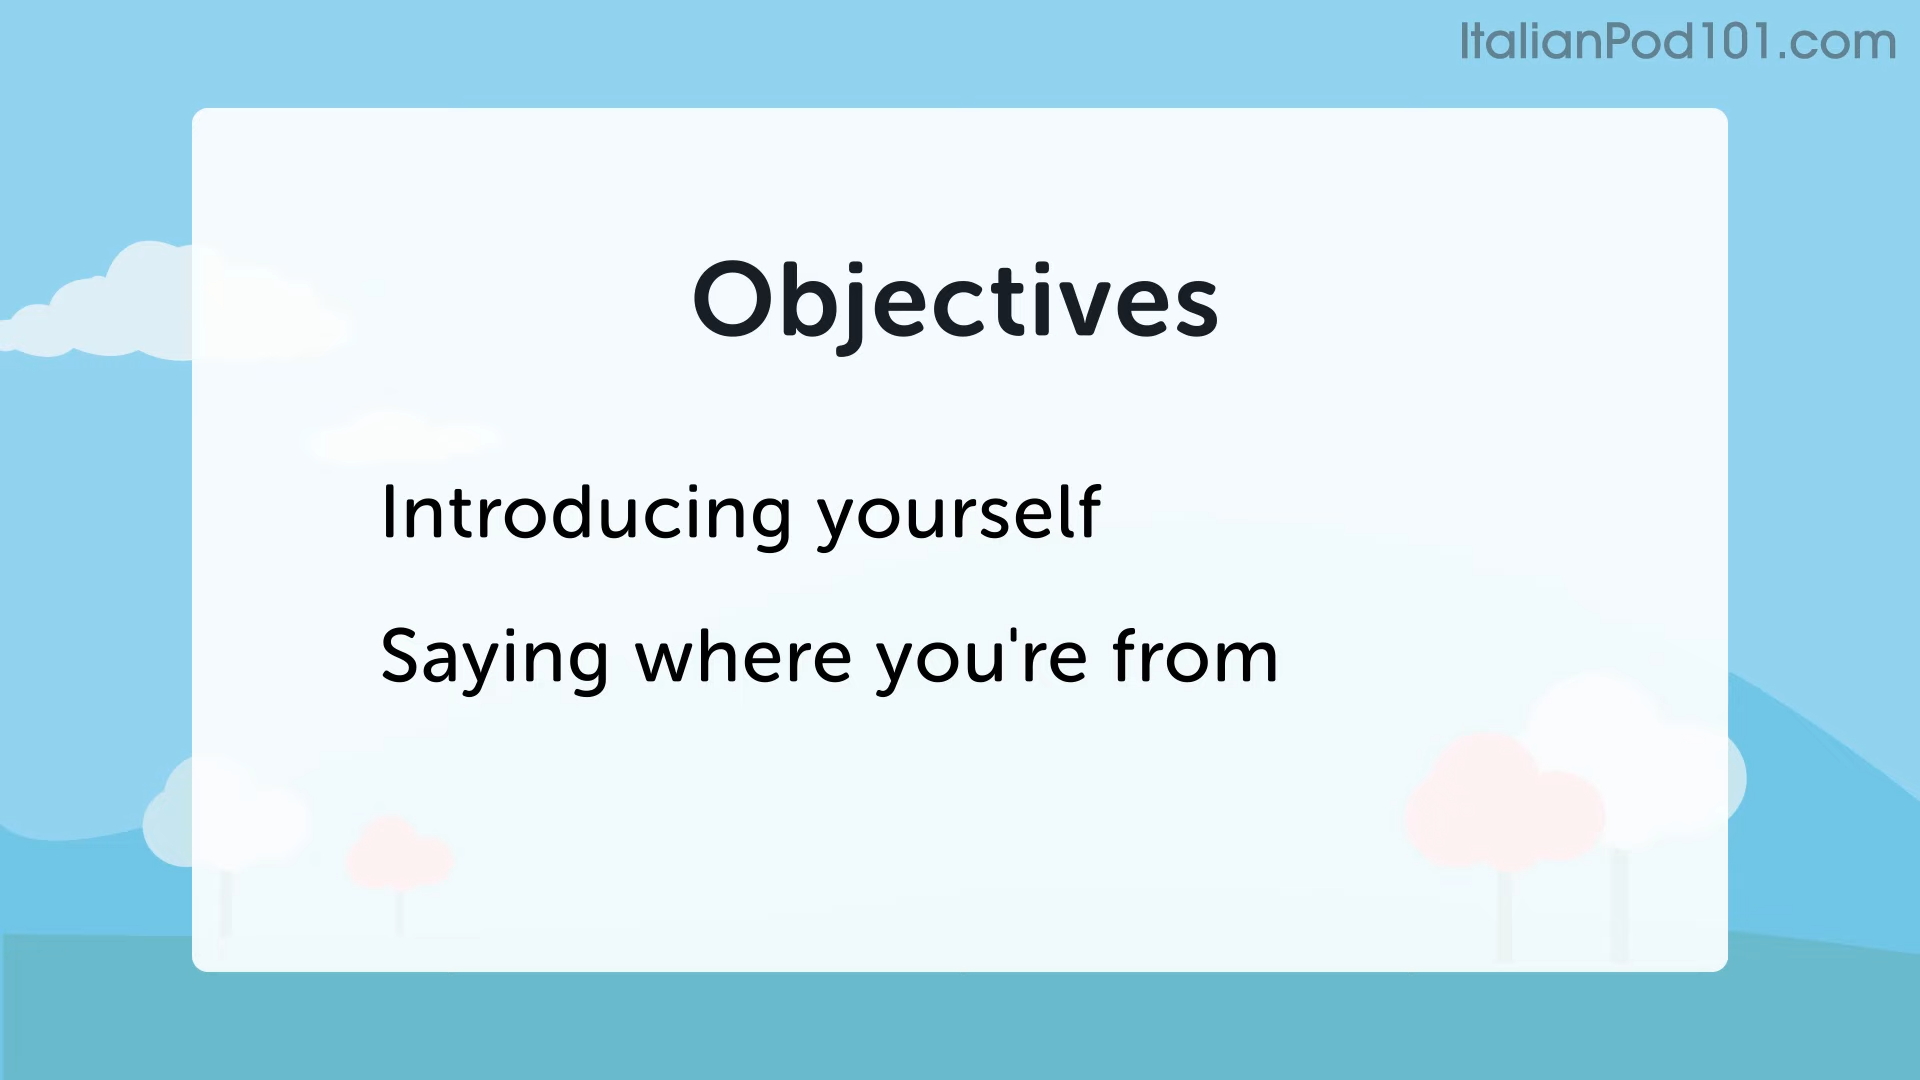 ItalianPod101.com
Objectives
Introducing yourself
Saying where you're from